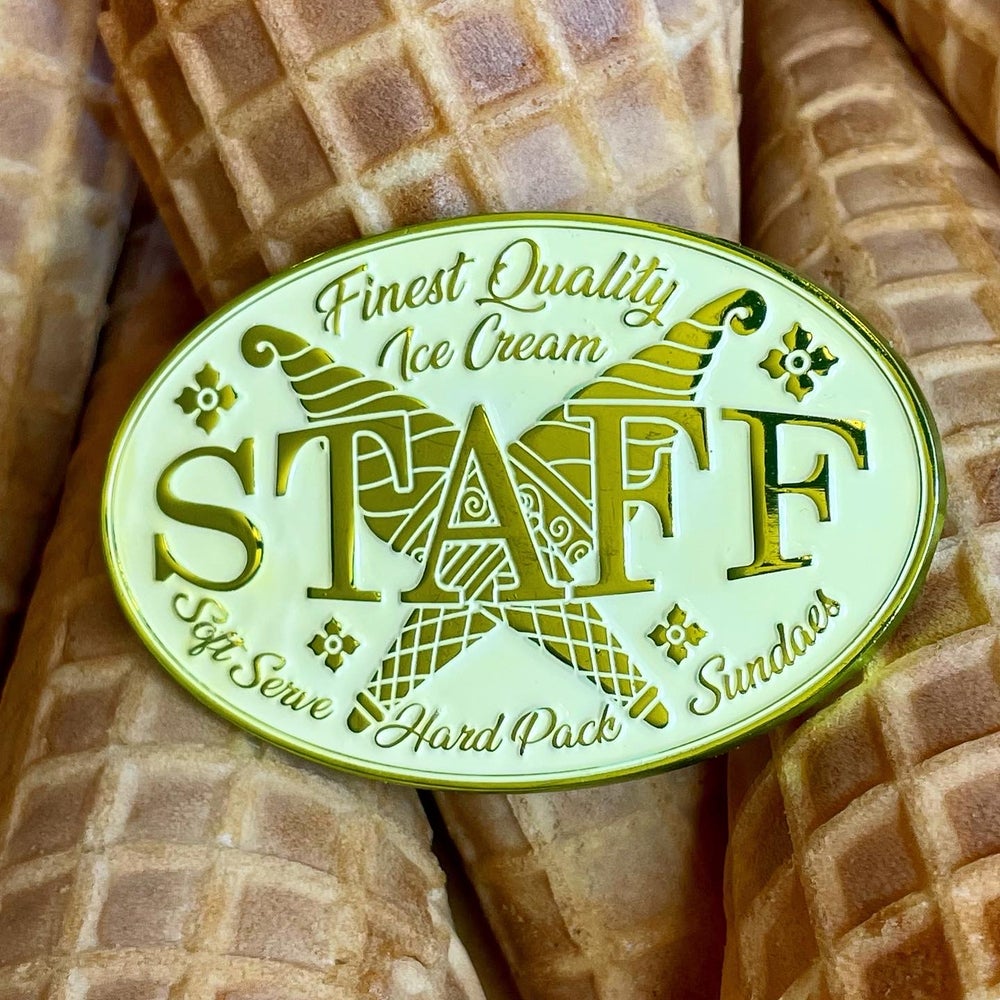 Finest Quality
Ice Cream
STAFF
Soft Serve
Hard Pack
Sundaes